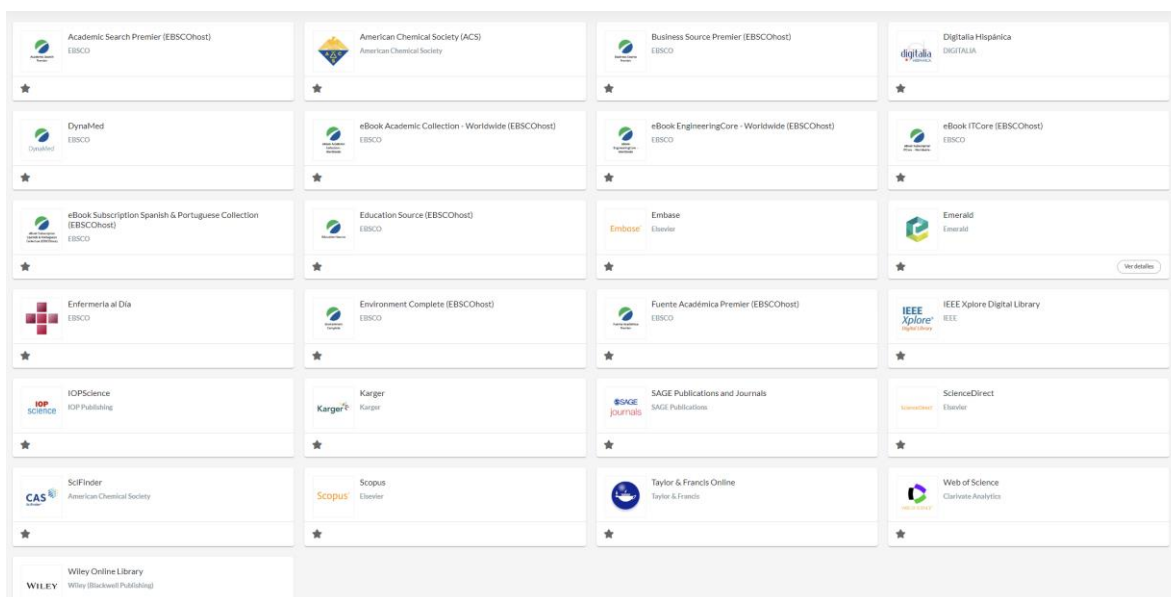 Academic Search Premier (EBSCOhost)
EBSCO
American Chemical Society (ACS)
American Chemical Society
Business Source Premier (EBSCOhost)
EBSCO
digitalia
Digitalia Hispánica
DIGITALIA
DynaMed
DynaMed
EBSCO
eBook Academic Collection - Worldwide (EBSCOhost)
EBSCO
eBook EngineeringCore - Worldwide (EBSCOhost)
EBSCO
eBook ITCore (EBSCOhost)
EBSCO
eBook Subscription Spanish & Portuguese Collection
(EBSCOhost)
EBSCO
Education Source (EBSCOhost)
EBSCO
Embase
Embase
Elsevier
Emerald
Emerald
Ver detalles
Enfermeria al Día
EBSCO
Environment Complete (EBSCOhost)
EBSCO
Fuente Académica Premier (EBSCOhost)
EBSCO
IEEE
Xplore
Digital Library
IEEE Xplore Digital Library
IEEE
IOP
science
IOPScience
IOP Publishing
Karger
Karger
Karger
SAGE
journals
SAGE Publications and Journals
SAGE Publications
ScienceDirect
Elsevier
CAS
SciFinder
American Chemical Society
Scopus
Scopus
Elsevier
Taylor & Francis Online
Taylor & Francis
Web of Science
Clarivate Analytics
WILEY
Wiley Online Library
Wiley (Blackwell Publishing)